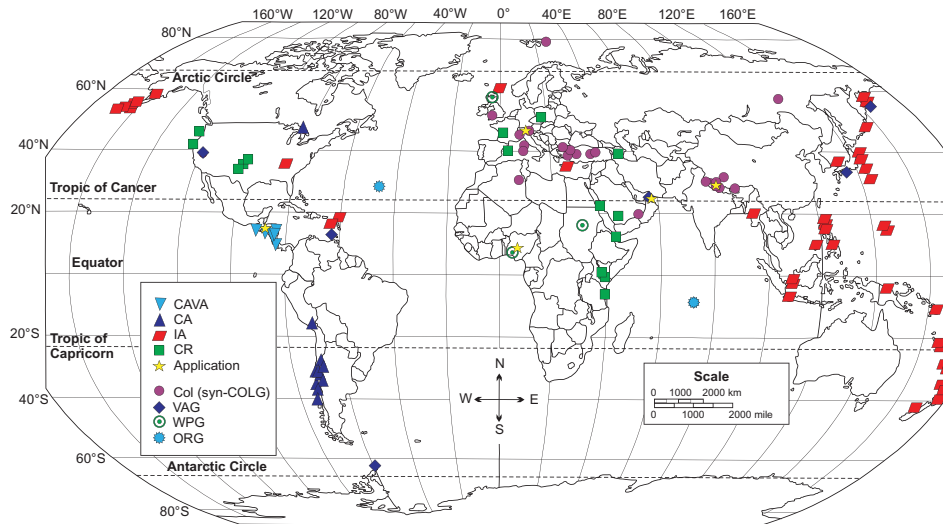 160°W 120°W 80°W 40°W 0° 40°E 80°E 120°E 160°E
80°N
Arctic Circle
60°N
40°N
Tropic of Cancer
20°N
Equator
20°S
Tropic of
Capricorn
40°S
60°S
Antarctic Circle
80°S
CAVA
CA
IA
CR
Application
Col (syn-COLG)
VAG
WPG
ORG
N
W E
S
Scale
0 1000 2000 km
0 1000 2000 mile